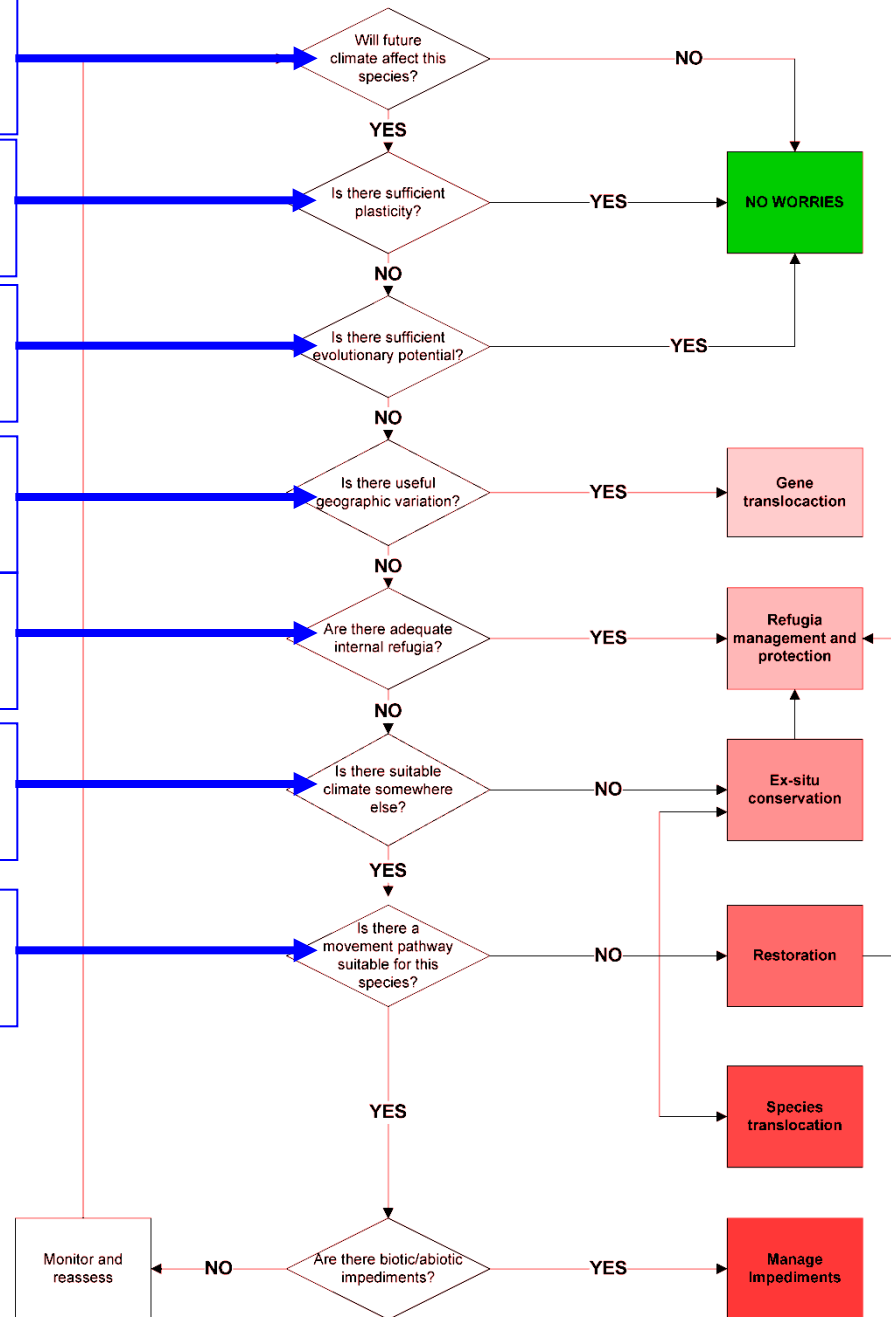 Will future
climate affect this
species?
NO
YES
Is there sufficient
plasticity?
YES
NO WORRIES
NO
Is there sufficient
evolutionary potential?
YES
NO
Is there useful
geographic variation?
YES
Gene
translocaction
NO
Are there adequate
internal refugia?
YES
Refugia
management and
protection
NO
Is there suitable
climate somewhere
else?
NO
Ex-situ
conservation
YES
Is there a
movement pathway
suitable for this
species?
NO
Restoration
YES
Species
translocation
Monitor and
reassess
NO
Are there biotic/abiotic
impediments?
YES
Manage
Impediments